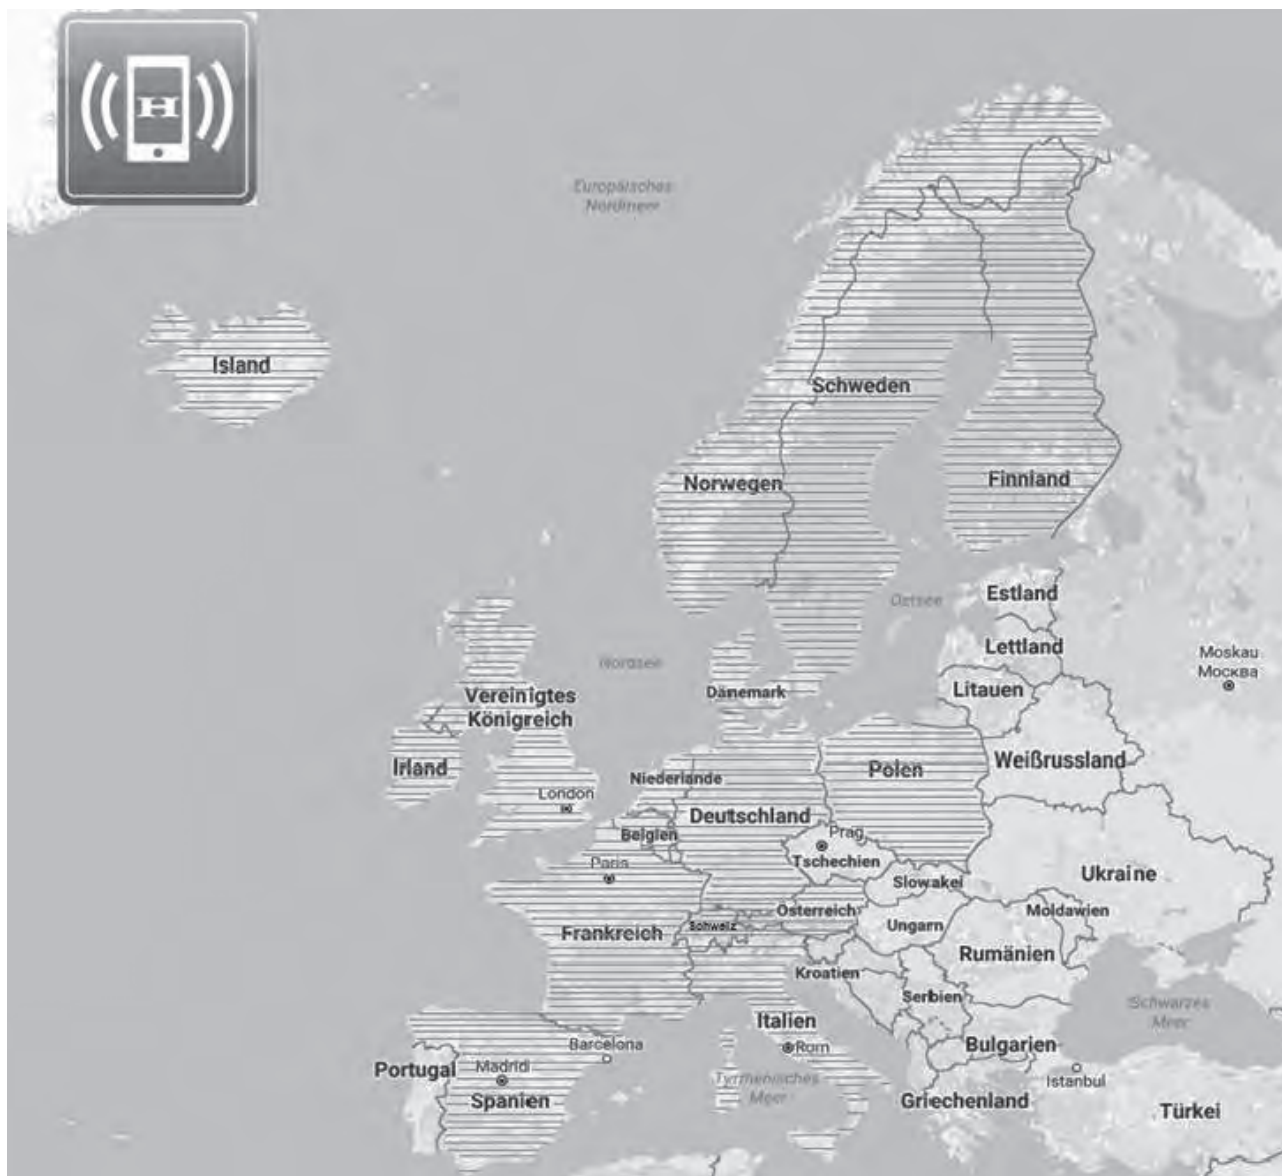 H
Europäisches
Nordmeer
Island
Schweden
Norwegen
Finnland
Estland
Ostsee
Lettland
Moskau
Москва
Nordsee
Litauen
Dänemark
Vereinigtes
Königreich
Weißrussland
Irland
Polen
Niederlande
London
Deutschland
Belgien
Prag
Tschechien
Paris
Ukraine
Slowakei
Österreich
Moldawien
Schweiz
Ungarn
Frankreich
Rumänien
Kroatien
Serbien
Schwarzes
Meer
Italien
Barcelona
Rom
Bulgarien
Portugal
Madrid
Tyrrhenisches
Meer
Istanbul
Spanien
Griechenland
Türkei